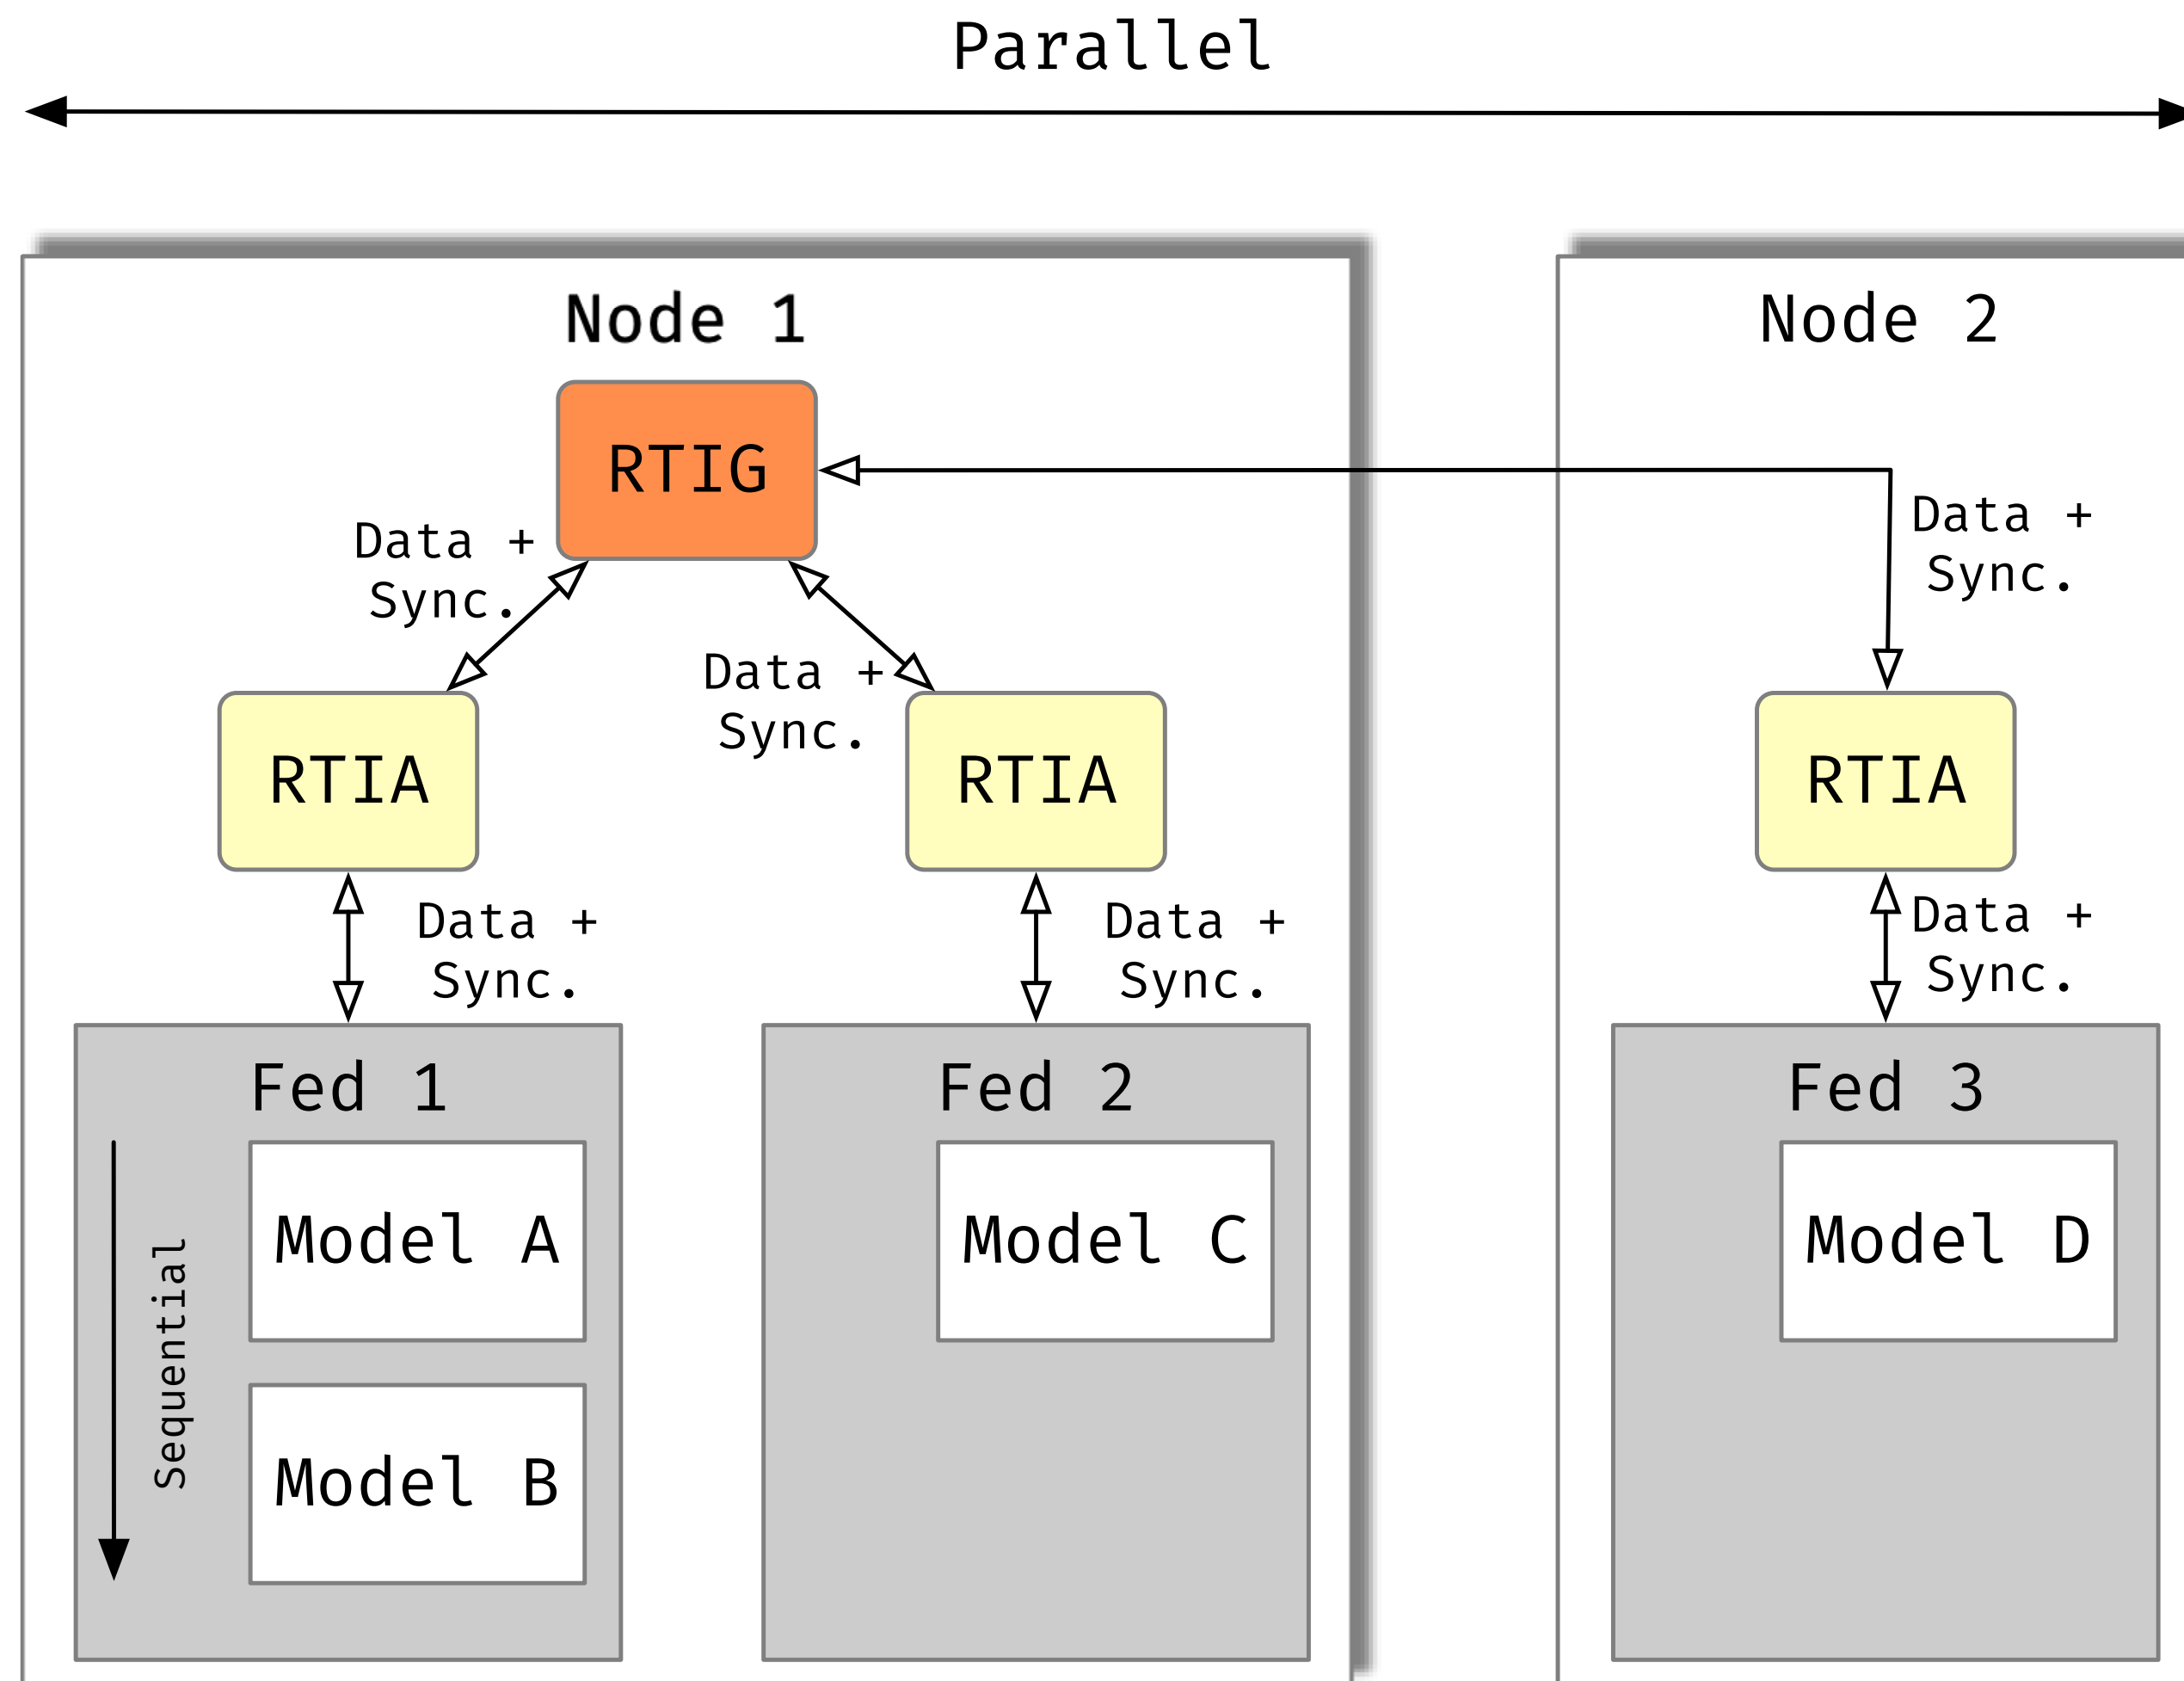 Parallel
Node 1
Node 2
RTIG
Data +
Sync.
Data +
Sync.
Data +
Sync.
RTIA
RTIA
RTIA
Data +
Sync.
Data +
Sync.
Data +
Sync.
Fed 1
Fed 2
Fed 3
Sequential
Model A
Model C
Model D
Model B